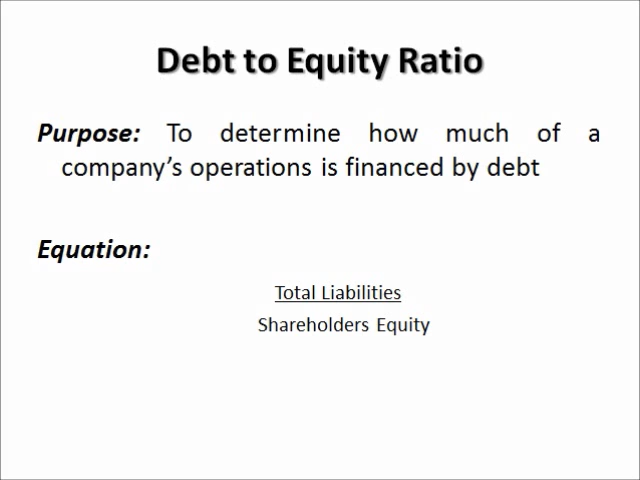 Debt to Equity Ratio
Purpose: To determine how much of a
company's operations is financed by debt
Equation:
Total Liabilities
Shareholders Equity